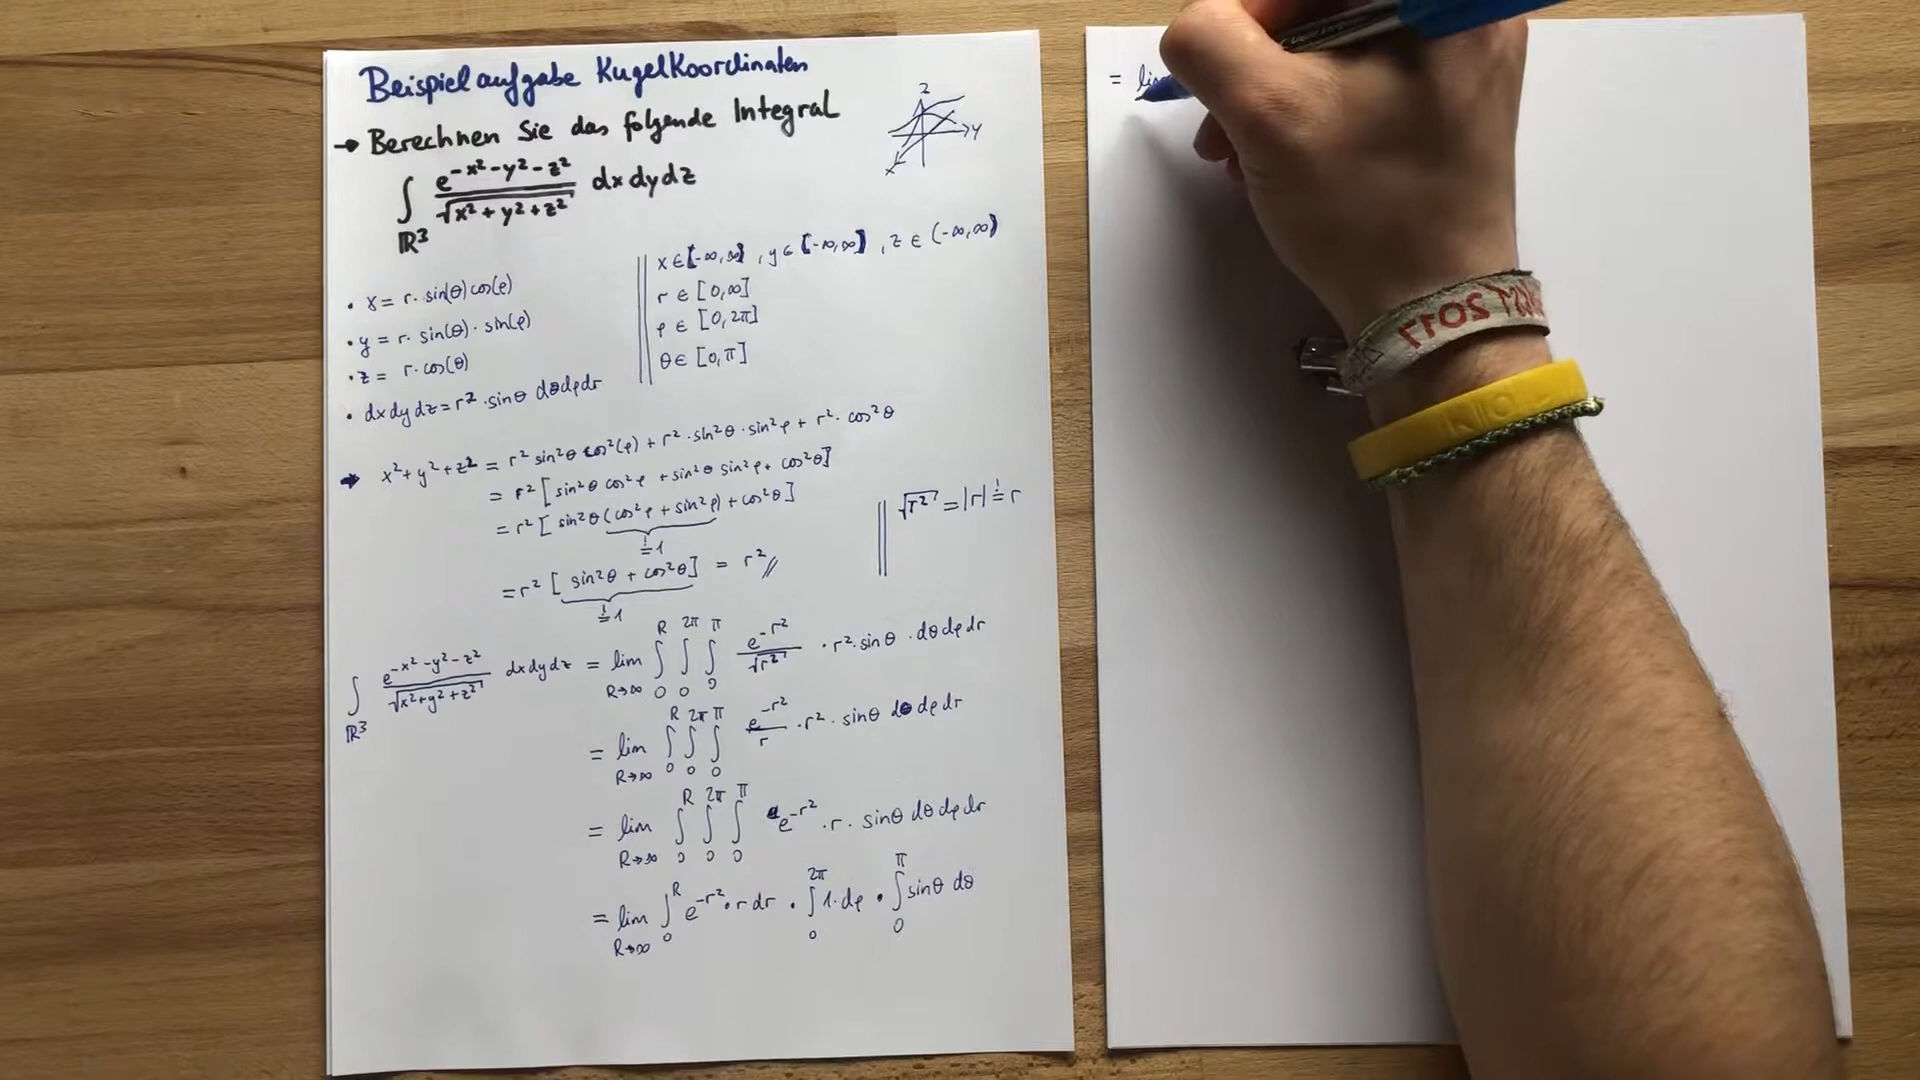 Beispielaufgabe Kugelkoordinaten
→ Berechnen Sie das folgende Integral
∫ℝ³ e^(-x²-y²-z²) / √(x²+y²+z²) dx dy dz
z
y
x
x ∈ [-∞,∞], y ∈ [-∞,∞], z ∈ (-∞,∞)
r ∈ [0,∞]
φ ∈ [0,2π]
θ ∈ [0,π]
• x = r · sin(θ) cos(φ)
• y = r · sin(θ) · sin(φ)
• z = r · cos(θ)
• dx dy dz = r² · sinθ dθ dφ dr
→ x² + y² + z² = r² sin²θ cos²(φ) + r² · sin²θ · sin²φ + r² · cos²θ
= r² [sin²θ cos²φ + sin²θ sin²φ + cos²θ]
= r² [sin²θ (cos²φ + sin²φ) + cos²θ]
!= 1
√r² = |r| != r
= r² [sin²θ + cos²θ] = r² //
!= 1
∫ℝ³ e^(-x²-y²-z²) / √(x²+y²+z²) dx dy dz = lim R→∞ ∫₀^R ∫₀^2π ∫₀^π e^(-r²) / √r² · r² · sinθ · dθ dφ dr
= lim R→∞ ∫₀^R ∫₀^2π ∫₀^π e^(-r²) / r · r² · sinθ dθ dφ dr
= lim R→∞ ∫₀^R ∫₀^2π ∫₀^π e^(-r²) · r · sinθ dθ dφ dr
= lim R→∞ ∫₀^R e^(-r²) · r dr · ∫₀^2π 1 · dφ · ∫₀^π sinθ dθ
= lim
2017